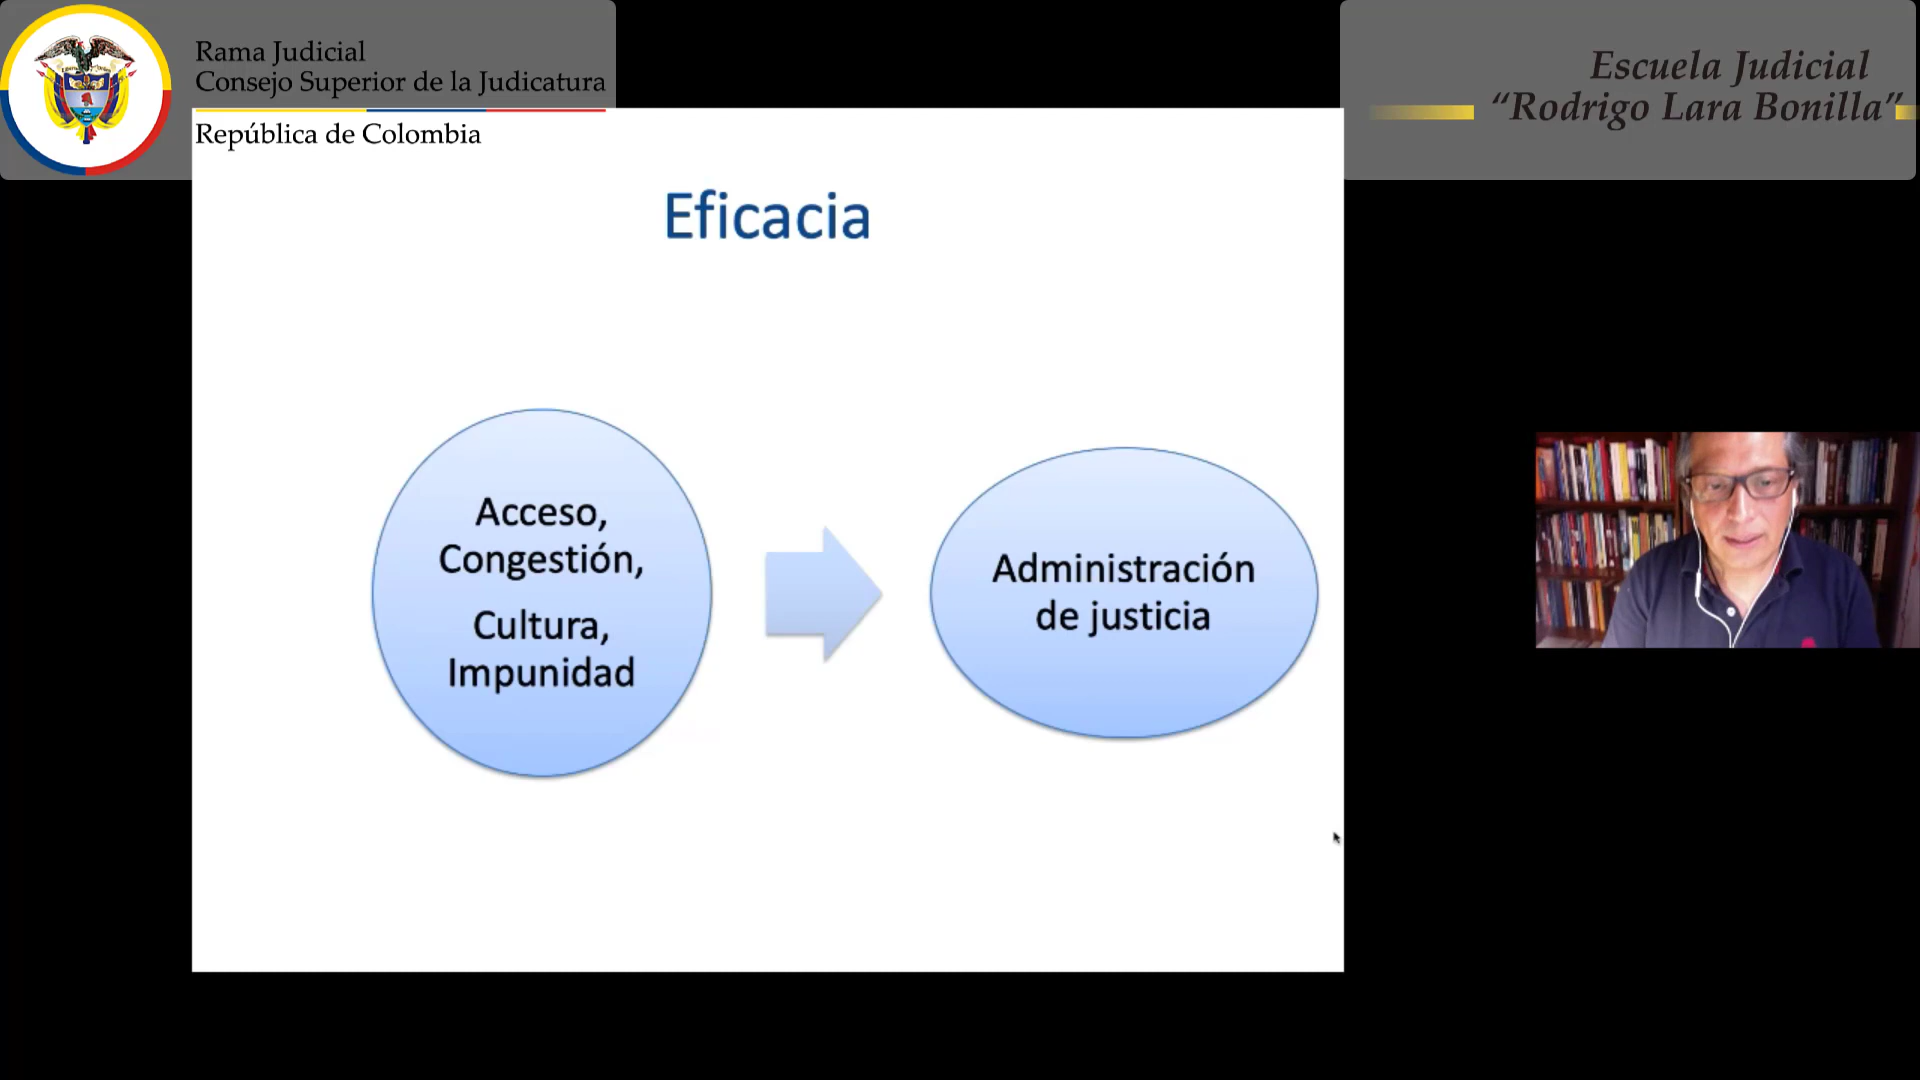 Rama Judicial
Consejo Superior de la Judicatura
República de Colombia
Escuela Judicial
“Rodrigo Lara Bonilla”
Eficacia
Acceso,
Congestión,
Cultura,
Impunidad
Administración
de justicia